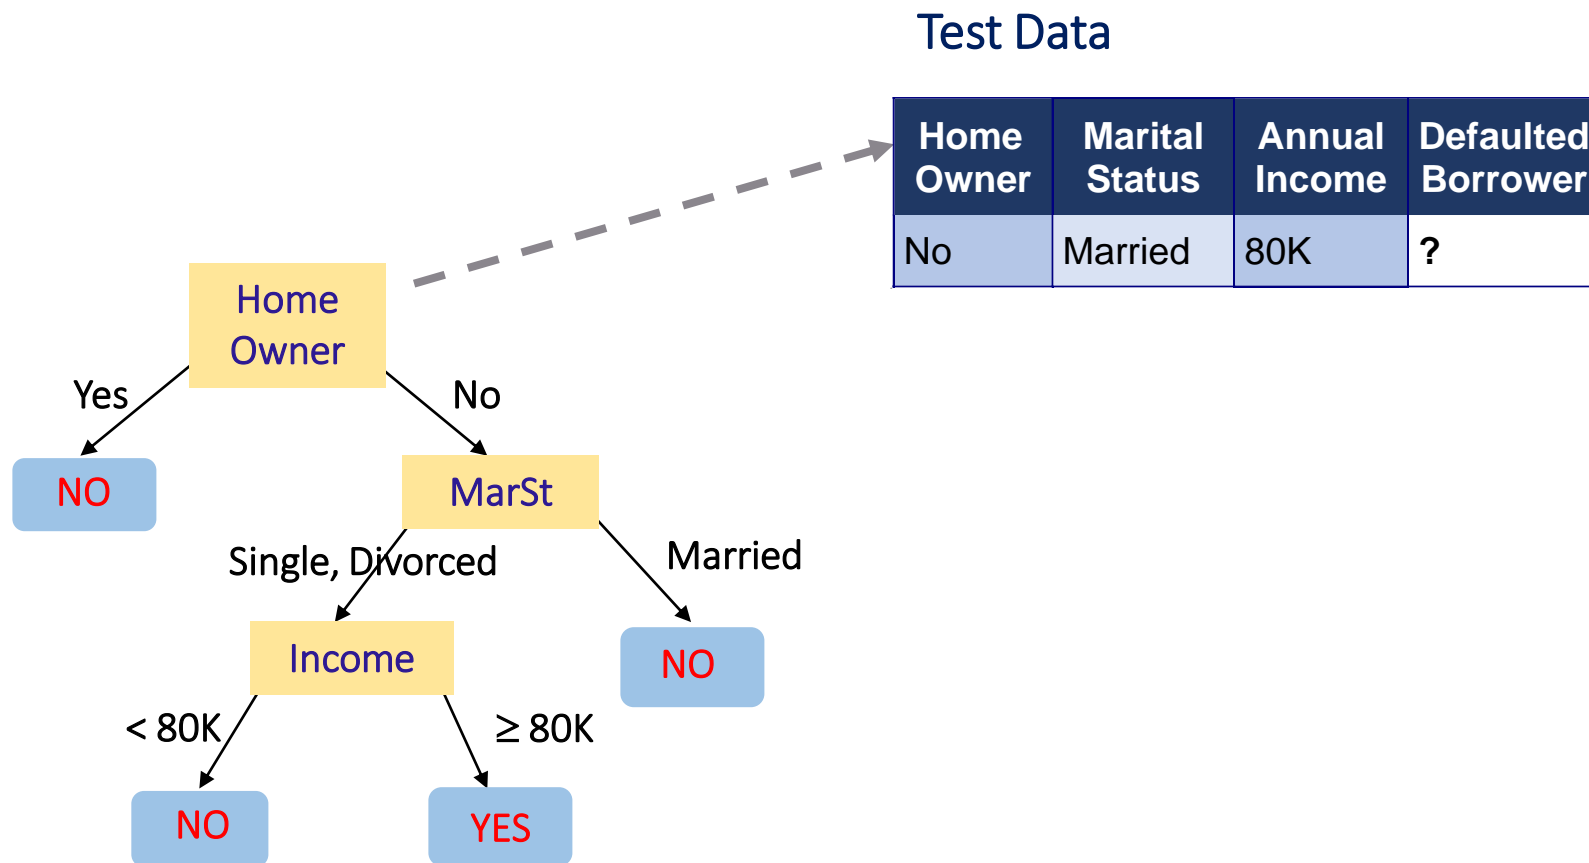 Test Data
Home Owner Marital Status Annual Income Defaulted Borrower
No Married 80K ?
Home
Owner
Yes No
NO MarSt
Single, Divorced Married
Income NO
< 80K ≥ 80K
NO YES